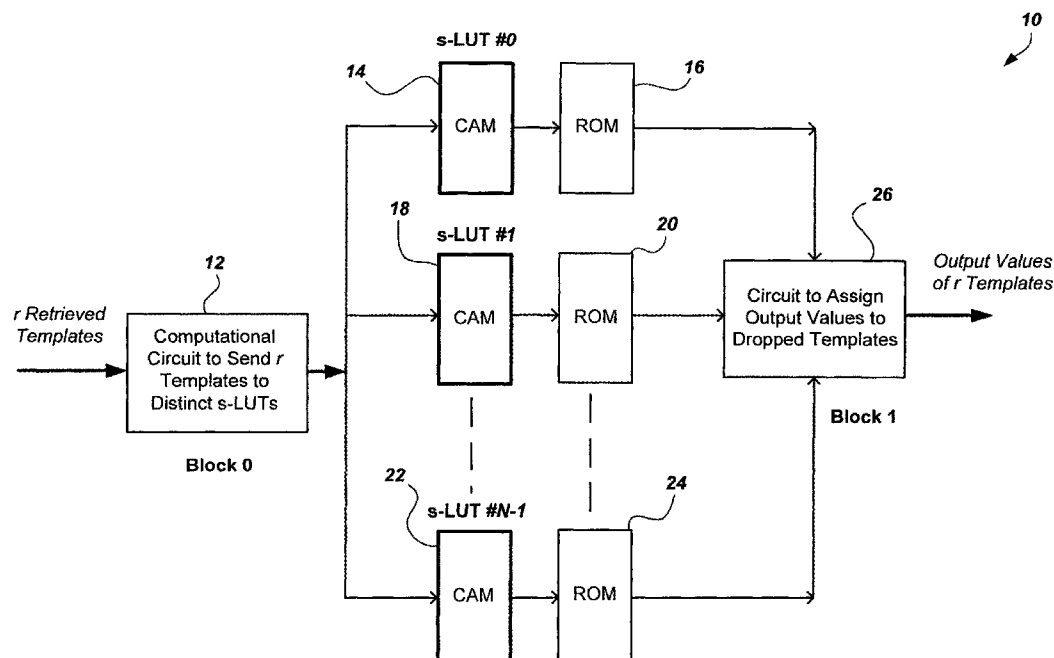 10
s-LUT #0
14
CAM
16
ROM
18
s-LUT #1
CAM
20
ROM
26
Circuit to Assign
Output Values to
Dropped Templates
Block 1
Output Values
of r Templates
12
r Retrieved
Templates
Computational
Circuit to Send r
Templates to
Distinct s-LUTs
Block 0
22
s-LUT #N-1
CAM
24
ROM